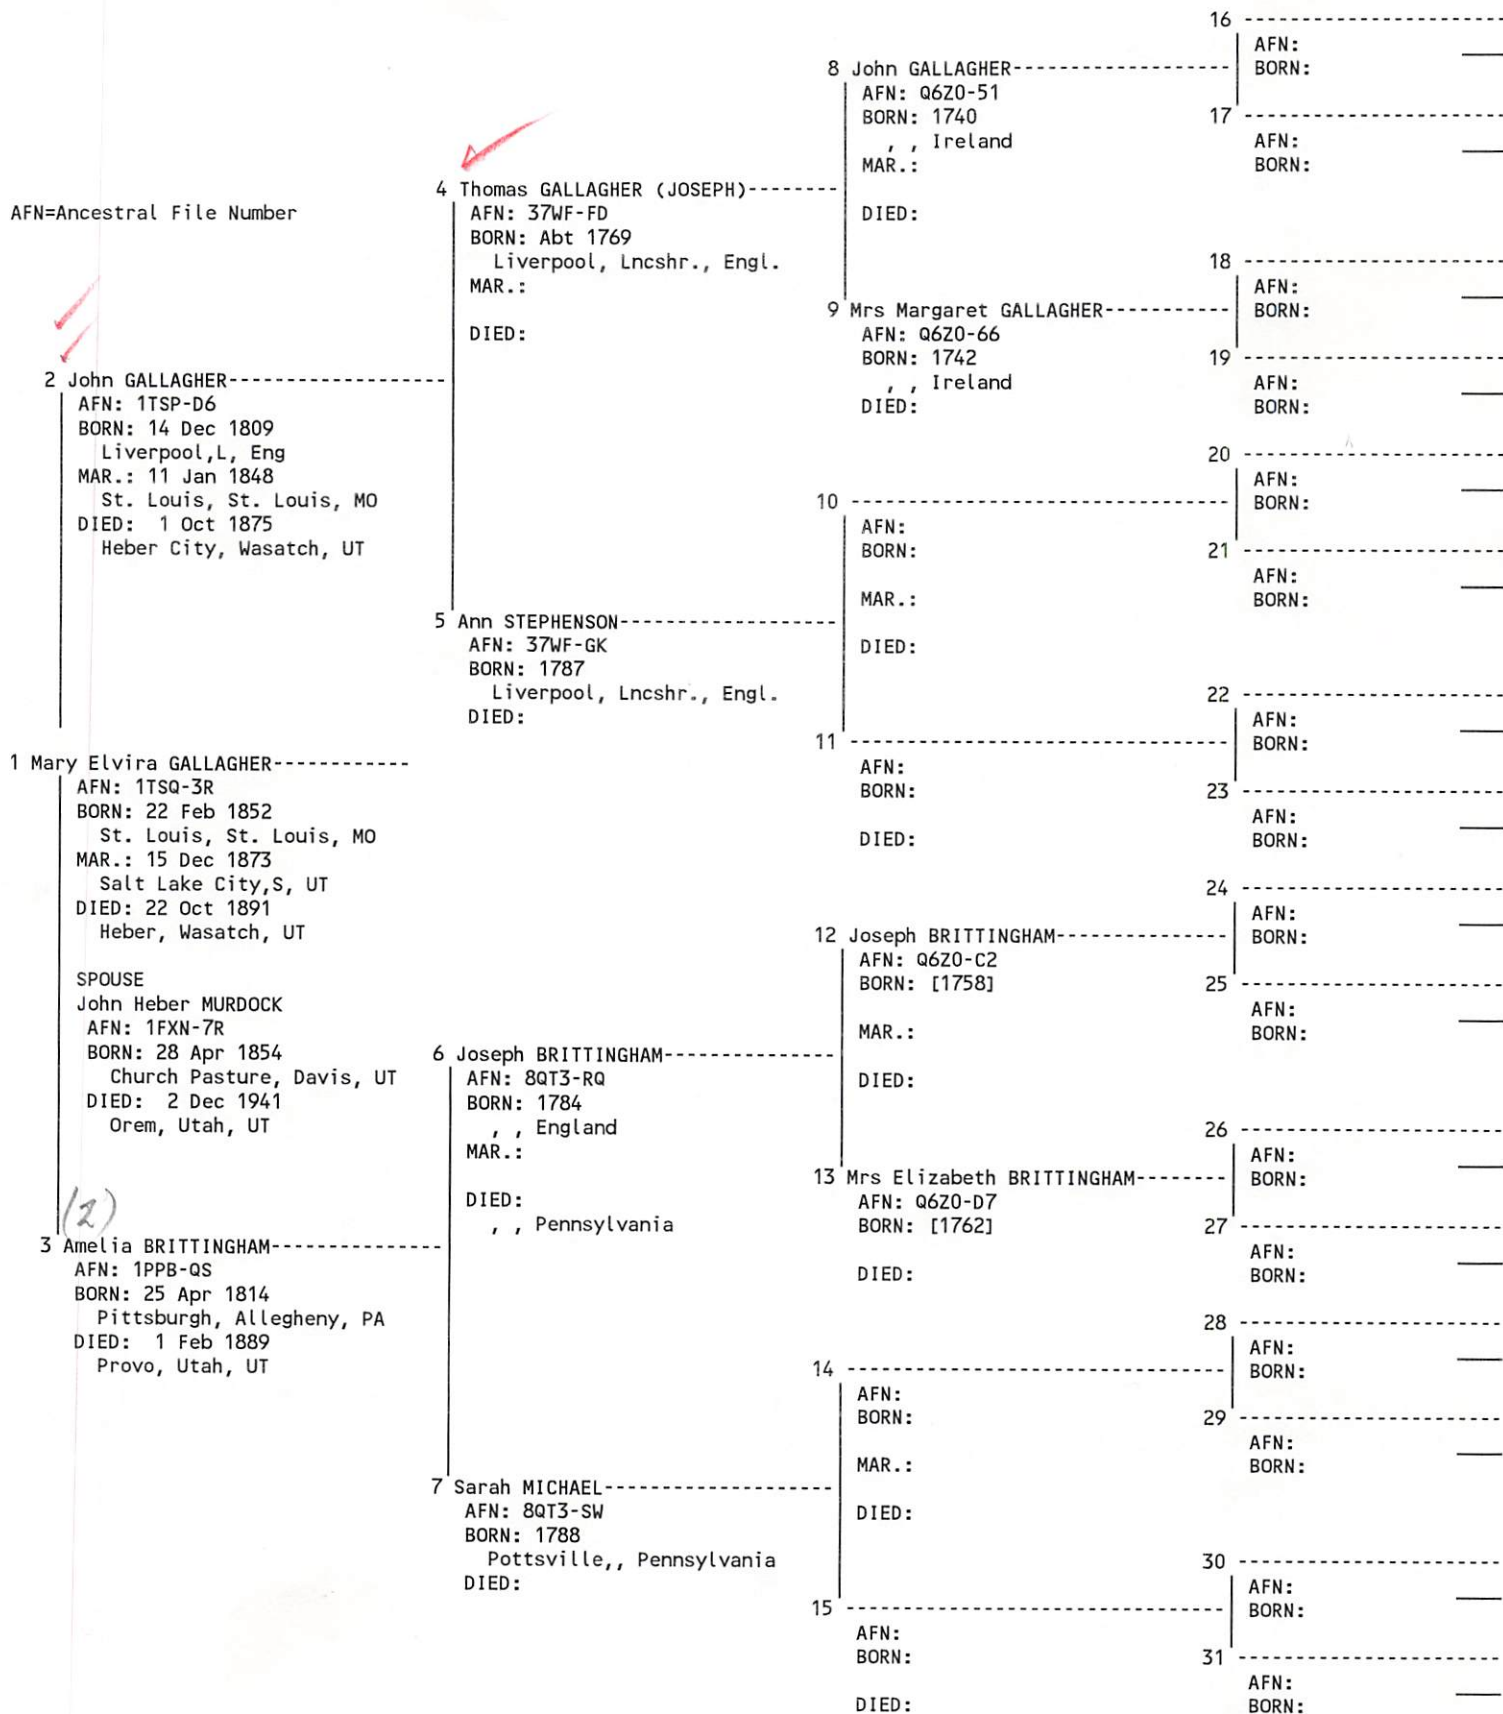 AFN=Ancestral File Number
1 Mary Elvira GALLAGHER------------
AFN: 1TSQ-3R
BORN: 22 Feb 1852
St. Louis, St. Louis, MO
MAR.: 15 Dec 1873
Salt Lake City,S, UT
DIED: 22 Oct 1891
Heber, Wasatch, UT
SPOUSE
John Heber MURDOCK
AFN: 1FXN-7R
BORN: 28 Apr 1854
Church Pasture, Davis, UT
DIED:  2 Dec 1941
Orem, Utah, UT
2 John GALLAGHER------------------
AFN: 1TSP-D6
BORN: 14 Dec 1809
Liverpool,L, Eng
MAR.: 11 Jan 1848
St. Louis, St. Louis, MO
DIED:  1 Oct 1875
Heber City, Wasatch, UT
(2)
3 Amelia BRITTINGHAM--------------
AFN: 1PPB-QS
BORN: 25 Apr 1814
Pittsburgh, Allegheny, PA
DIED:  1 Feb 1889
Provo, Utah, UT
4 Thomas GALLAGHER (JOSEPH)--------
AFN: 37WF-FD
BORN: Abt 1769
Liverpool, Lncshr., Engl.
MAR.:
DIED:
5 Ann STEPHENSON------------------
AFN: 37WF-GK
BORN: 1787
Liverpool, Lncshr., Engl.
DIED:
6 Joseph BRITTINGHAM--------------
AFN: 8QT3-RQ
BORN: 1784
, , England
MAR.:
DIED:
, , Pennsylvania
7 Sarah MICHAEL-------------------
AFN: 8QT3-SW
BORN: 1788
Pottsville,, Pennsylvania
DIED:
8 John GALLAGHER------------------
AFN: Q6Z0-51
BORN: 1740
, , Ireland
MAR.:
DIED:
9 Mrs Margaret GALLAGHER----------
AFN: Q6Z0-66
BORN: 1742
, , Ireland
DIED:
10 --------------------------------
AFN:
BORN:
MAR.:
DIED:
11 --------------------------------
AFN:
BORN:
DIED:
12 Joseph BRITTINGHAM--------------
AFN: Q6Z0-C2
BORN: [1758]
MAR.:
DIED:
13 Mrs Elizabeth BRITTINGHAM-------
AFN: Q6Z0-D7
BORN: [1762]
DIED:
14 --------------------------------
AFN:
BORN:
MAR.:
DIED:
15 --------------------------------
AFN:
BORN:
DIED:
16 ----------------------
AFN:
BORN:
17 ----------------------
AFN:
BORN:
18 ----------------------
AFN:
BORN:
19 ----------------------
AFN:
BORN:
20 ----------------------
AFN:
BORN:
21 ----------------------
AFN:
BORN:
22 ----------------------
AFN:
BORN:
23 ----------------------
AFN:
BORN:
24 ----------------------
AFN:
BORN:
25 ----------------------
AFN:
BORN:
26 ----------------------
AFN:
BORN:
27 ----------------------
AFN:
BORN:
28 ----------------------
AFN:
BORN:
29 ----------------------
AFN:
BORN:
30 ----------------------
AFN:
BORN:
31 ----------------------
AFN:
BORN: